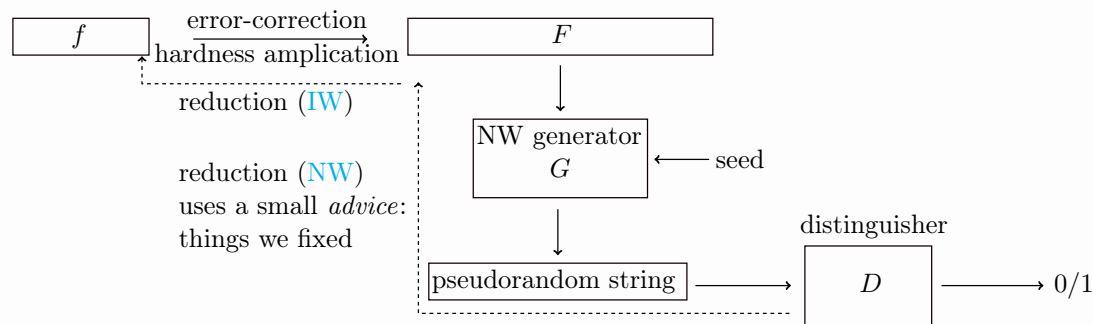 error-correction
f
F
hardness amplication
reduction (IW)
NW generator
G
seed
reduction (NW)
uses a small advice:
things we fixed
distinguisher
pseudorandom string
D
0/1